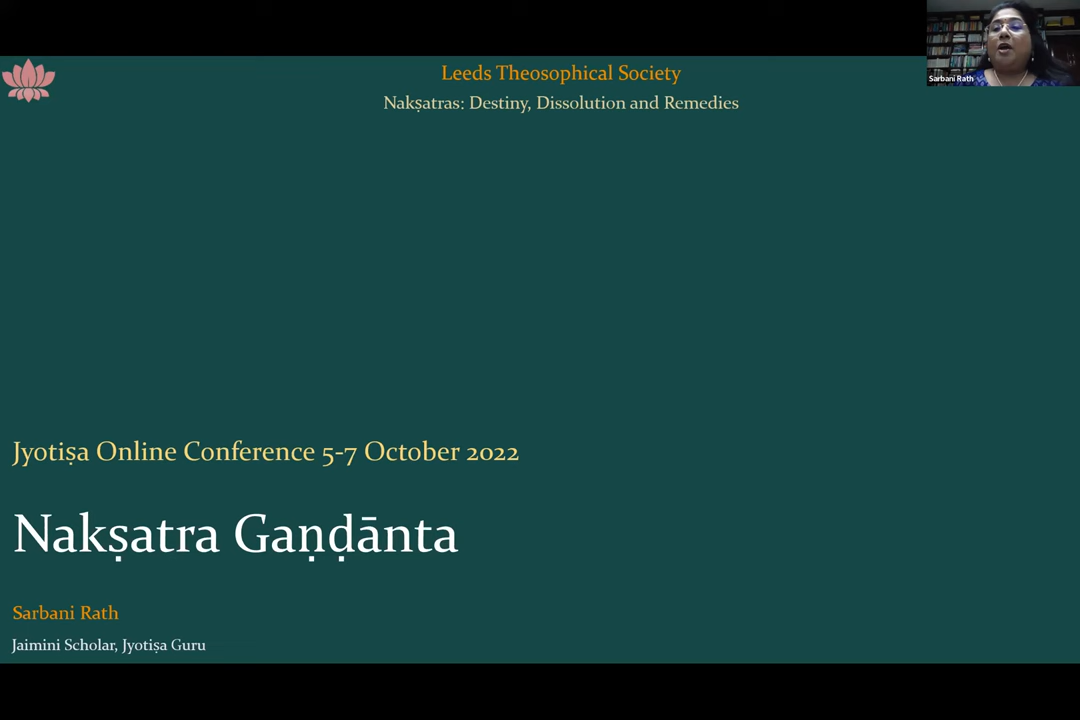 Leeds Theosophical Society
Nakṣatras: Destiny, Dissolution and Remedies
Sarbani Rath
Jyotiṣa Online Conference 5-7 October 2022
Nakṣatra Gaṇḍānta
Sarbani Rath
Jaimini Scholar, Jyotiṣa Guru